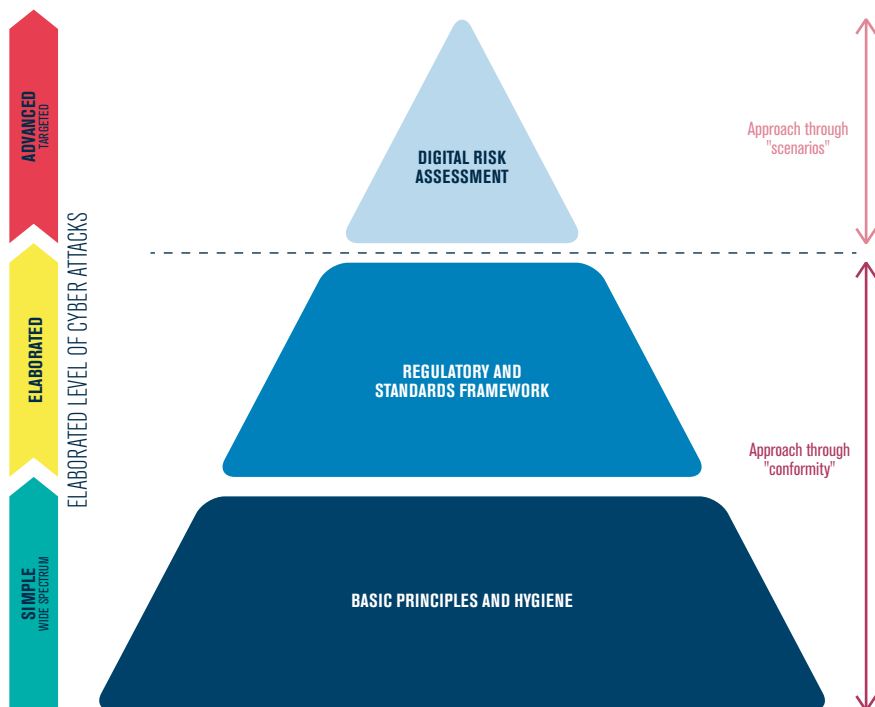 ADVANCED
TARGETED
ELABORATED
SIMPLE
WIDE SPECTRUM
ELABORATED LEVEL OF CYBER ATTACKS
DIGITAL RISK
ASSESSMENT
REGULATORY AND
STANDARDS FRAMEWORK
BASIC PRINCIPLES AND HYGIENE
Approach through
"scenarios"
Approach through
"conformity"